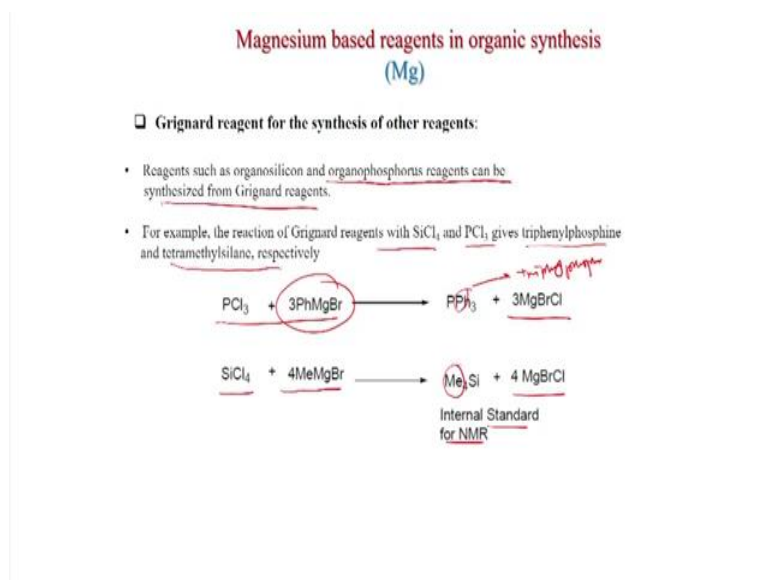 Magnesium based reagents in organic synthesis
(Mg)
❑ Grignard reagent for the synthesis of other reagents:
• Reagents such as organosilicon and organophosphorus reagents can be
synthesized from Grignard reagents.
• For example, the reaction of Grignard reagents with SiCl₄ and PCl₃ gives triphenylphosphine
and tetramethylsilane, respectively
PCl₃ + 3PhMgBr → PPh₃ + 3MgBrCl
SiCl₄ + 4MeMgBr → Me₄Si + 4 MgBrCl
Internal Standard
for NMR